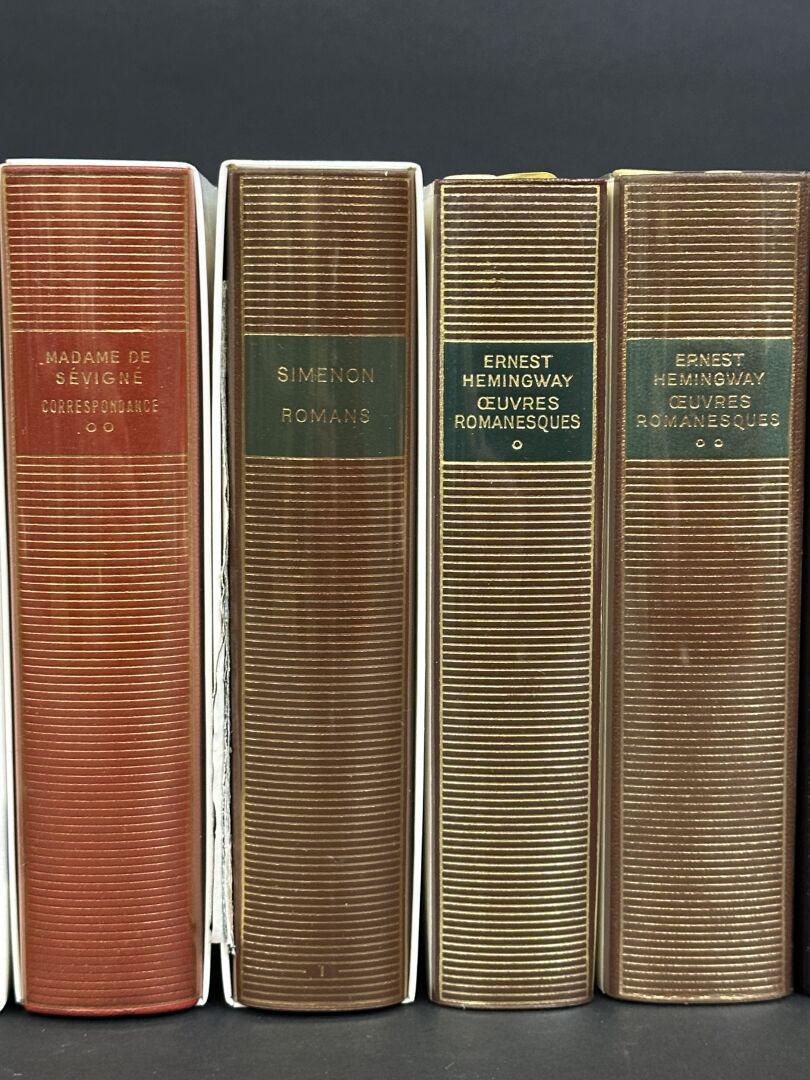 MADAME DE
SÉVIGNÉ
CORRESPONDANCE
○ ○
SIMENON
ROMANS
I
ERNEST
HEMINGWAY
ŒUVRES
ROMANESQUES
○
ERNEST
HEMINGWAY
ŒUVRES
ROMANESQUES
○ ○